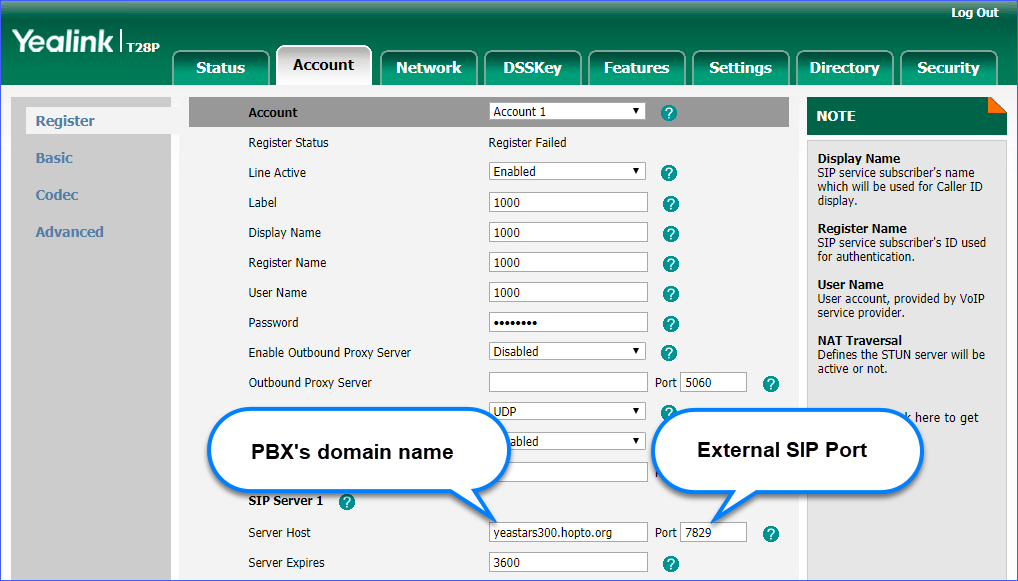 Log Out
Yealink T28P
Status
Account
Network
DSSKey
Features
Settings
Directory
Security
Register
Basic
Codec
Advanced
Account Account 1 ?
Register Status Register Failed
Line Active Enabled ?
Label 1000 ?
Display Name 1000 ?
Register Name 1000 ?
User Name 1000 ?
Password •••••••• ?
Enable Outbound Proxy Server Disabled ?
Outbound Proxy Server Port 5060 ?
UDP ?
PBX's domain name
External SIP Port
SIP Server 1 ?
Server Host yeastars300.hopto.org Port 7829 ?
Server Expires 3600 ?
NOTE
Display Name
SIP service subscriber's name
which will be used for Caller ID
display.
Register Name
SIP service subscriber's ID used
for authentication.
User Name
User account, provided by VoIP
service provider.
NAT Traversal
Defines the STUN server will be
active or not.
here to get